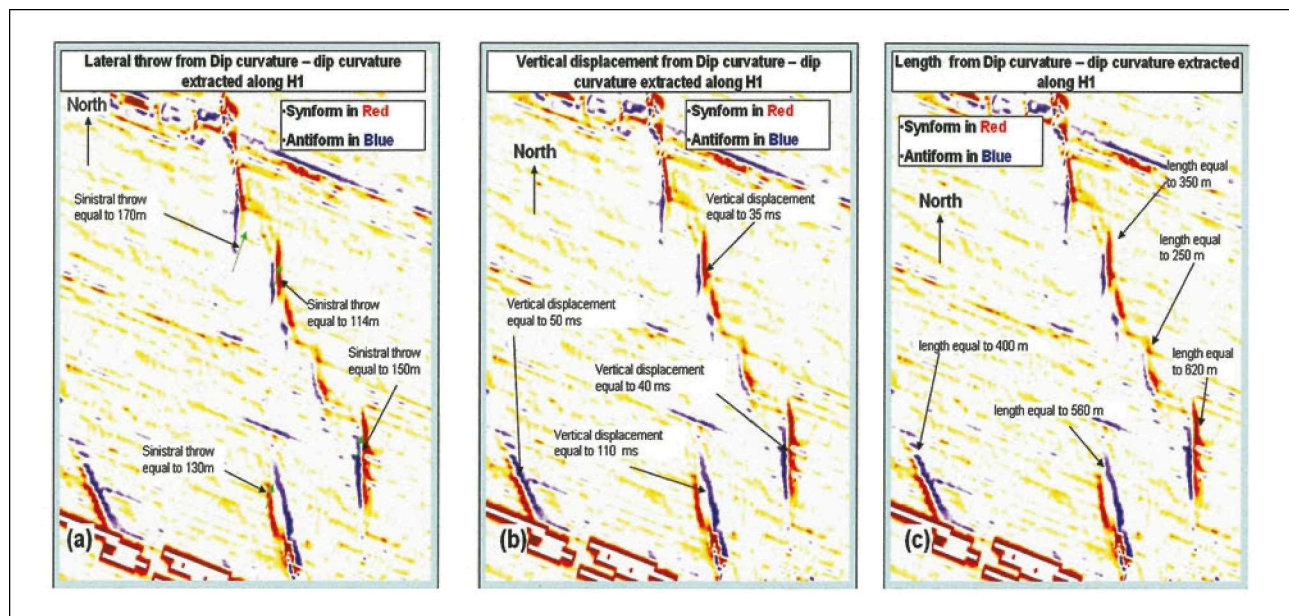 Lateral throw from Dip curvature – dip curvature
extracted along H1
North
•Synform in Red
•Antiform in Blue
Sinistral throw
equal to 170m
Sinistral throw
equal to 114m
Sinistral throw
equal to 150m
Sinistral throw
equal to 130m
(a)
Vertical displacement from Dip curvature – dip
curvature extracted along H1
•Synform in Red
•Antiform in Blue
North
Vertical displacement
equal to 35 ms
Vertical displacement
equal to 50 ms
Vertical displacement
equal to 40 ms
Vertical displacement
equal to 110 ms
(b)
Length from Dip curvature – dip curvature extracted
along H1
•Synform in Red
•Antiform in Blue
North
length equal
to 350 m
length equal to
250 m
length equal to 400 m
length equal
to 620 m
length equal to 560 m
(c)